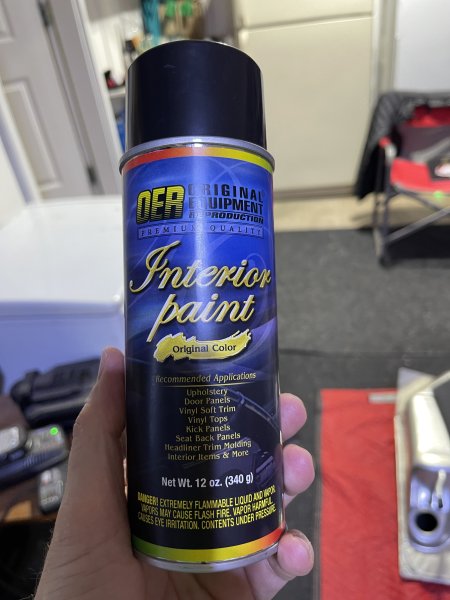 OER ORIGINAL
EQUIPMENT
REPRODUCTION
PREMIUM QUALITY
Interior
paint
Original Color
Recommended Applications
Upholstery
Door Panels
Vinyl Soft Trim
Vinyl Tops
Kick Panels
Seat Back Panels
Headliner Trim Molding
Interior Items & More
Net Wt. 12 oz. (340 g)
DANGER! EXTREMELY FLAMMABLE LIQUID AND VAPOR.
VAPORS MAY CAUSE FLASH FIRE. VAPOR HARMFUL.
CAUSES EYE IRRITATION. CONTENTS UNDER PRESSURE.